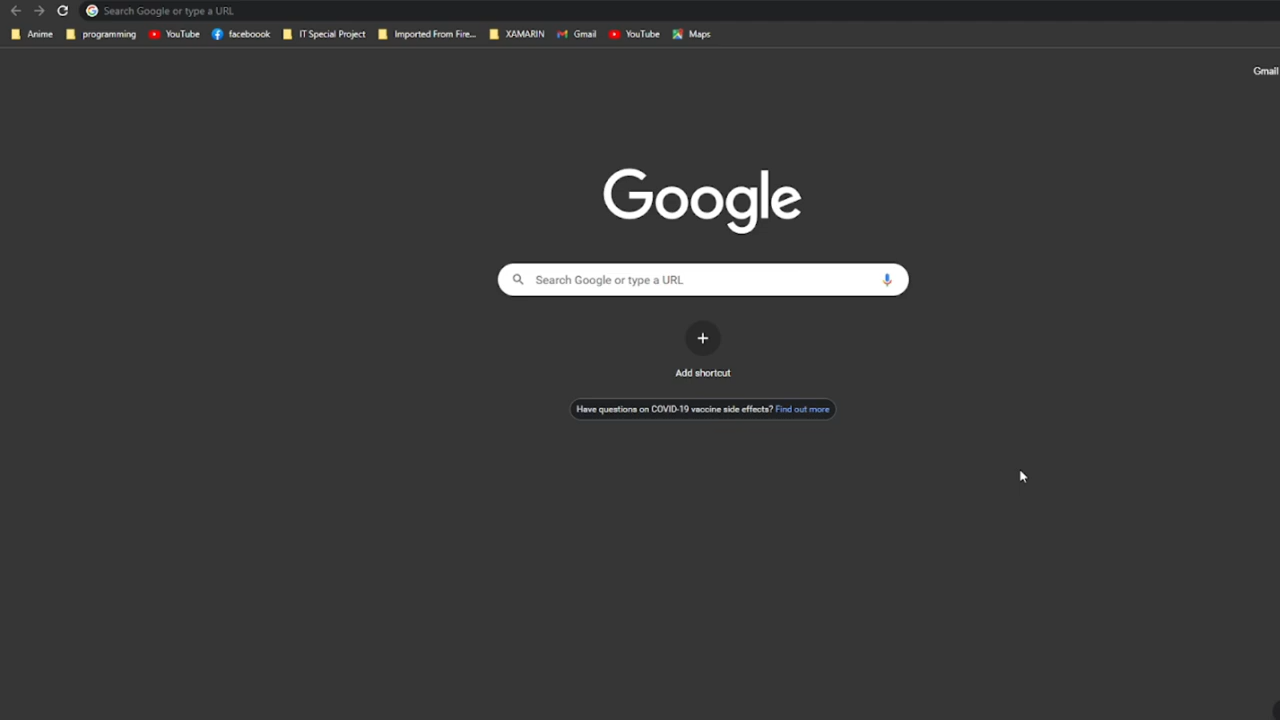 Search Google or type a URL
Anime programming YouTube faceboook IT Special Project Imported From Fire... XAMARIN Gmail YouTube Maps
Gmail
Google
Search Google or type a URL
Add shortcut
Have questions on COVID-19 vaccine side effects? Find out more